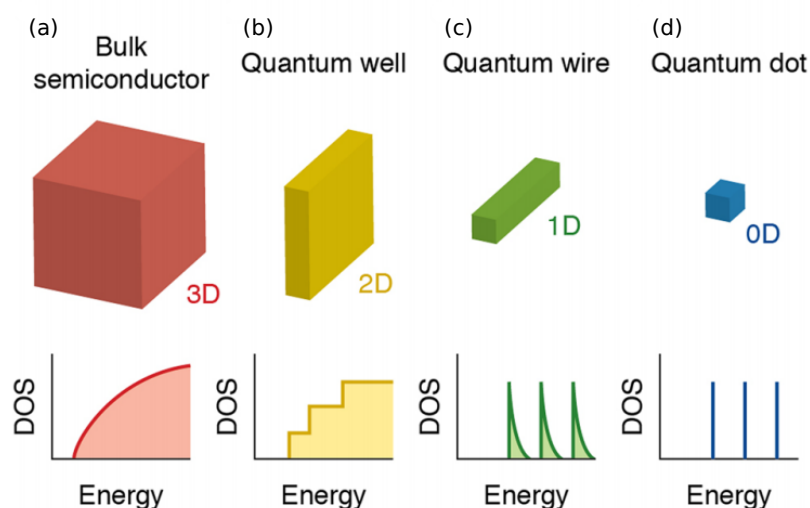 (a)
Bulk
semiconductor
3D
DOS
Energy
(b)
Quantum well
2D
DOS
Energy
(c)
Quantum wire
1D
DOS
Energy
(d)
Quantum dot
0D
DOS
Energy